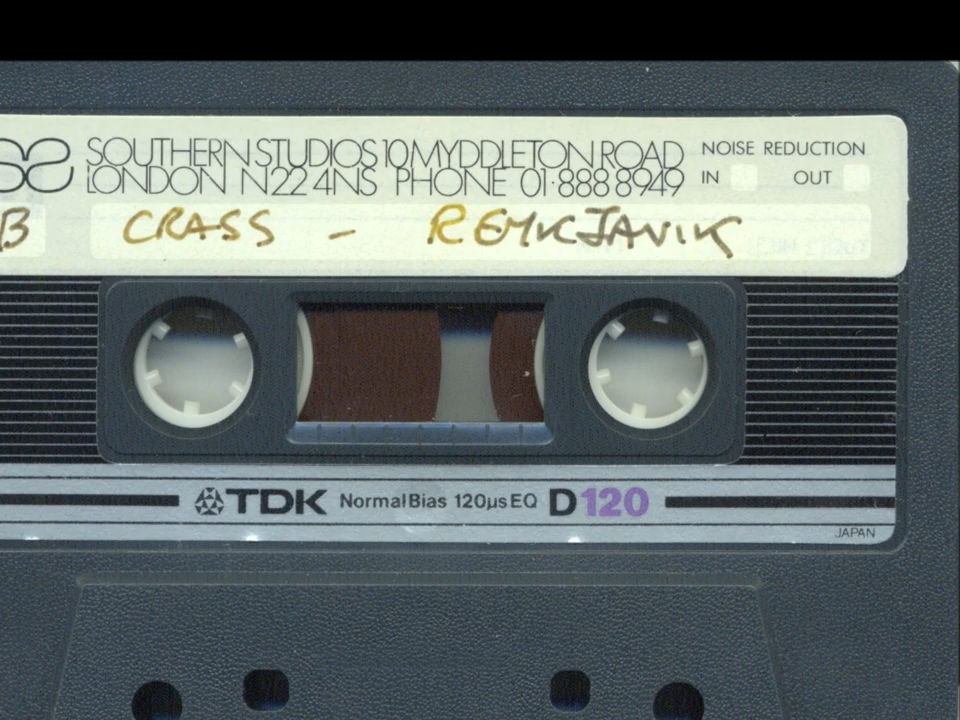 SOUTHERN STUDIOS 10 MYDDLETON ROAD
LONDON N22 4NS PHONE 01·888 8949
NOISE REDUCTION
IN OUT
B CRASS - REYKJAVIK
TDK Normal Bias 120µs EQ D120
JAPAN